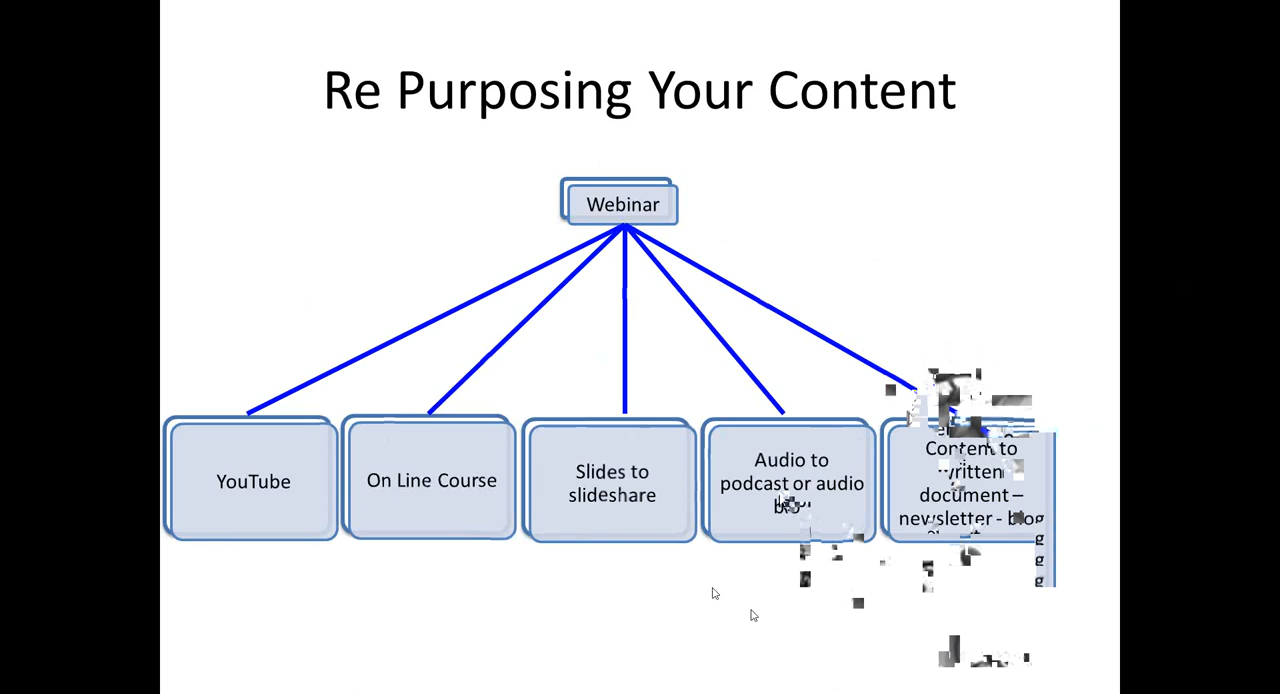 Re Purposing Your Content
Webinar
YouTube
On Line Course
Slides to
slideshare
Audio to
podcast or audio
Content to
written
document –
newsletter - blog
g
g